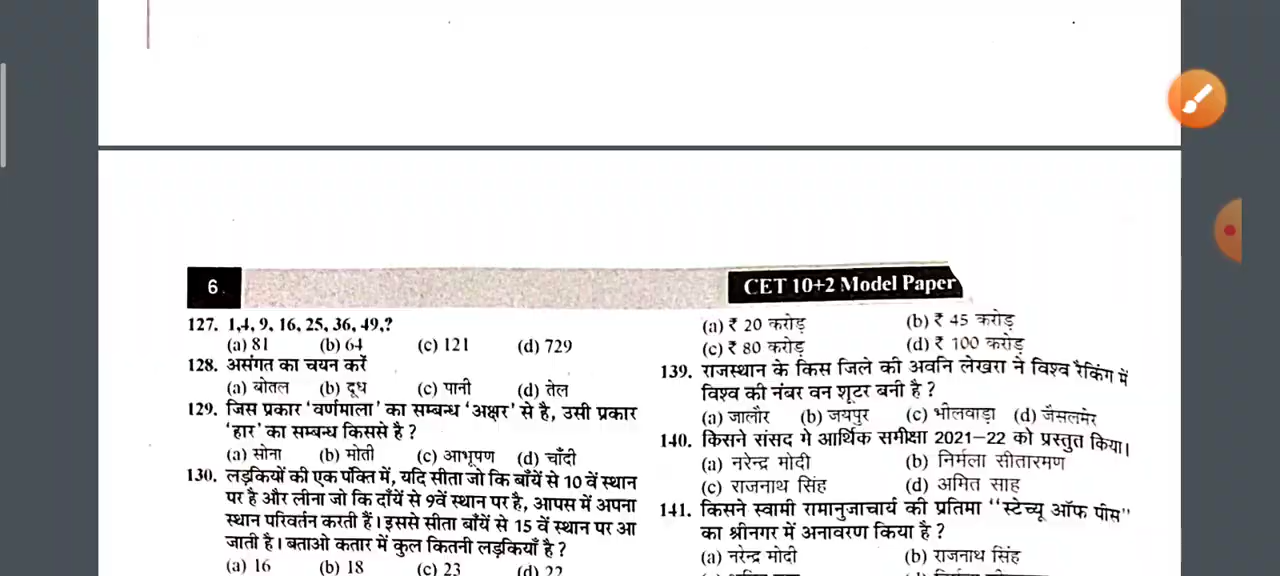 6
CET 10+2 Model Paper
127. 1,4, 9, 16, 25, 36, 49,?
(a) 81 (b) 64 (c) 121 (d) 729
128. असंगत का चयन करें
(a) बोतल (b) दूध (c) पानी (d) तेल
129. जिस प्रकार ‘वर्णमाला’ का सम्बन्ध ‘अक्षर’ से है, उसी प्रकार
‘हार’ का सम्बन्ध किससे है ?
(a) सोना (b) मोती (c) आभूषण (d) चाँदी
130. लड़कियों की एक पंक्ति में, यदि सीता जो कि बाँयें से 10 वें स्थान
पर है और लीना जो कि दाँयें से 9वें स्थान पर है, आपस में अपना
स्थान परिवर्तन करती हैं। इससे सीता बाँयें से 15 वें स्थान पर आ
जाती है। बताओ कतार में कुल कितनी लड़कियाँ है ?
(a) 16 (b) 18 (c) 23 (d) 22
(a) ₹ 20 करोड़ (b) ₹ 45 करोड़
(c) ₹ 80 करोड़ (d) ₹ 100 करोड़
139. राजस्थान के किस जिले की अवनि लेखरा ने विश्व रैकिंग में
विश्व की नंबर वन शूटर बनी है ?
(a) जालौर (b) जयपुर (c) भीलवाड़ा (d) जैसलमेर
140. किसने संसद मे आर्थिक समीक्षा 2021-22 को प्रस्तुत किया।
(a) नरेन्द्र मोदी (b) निर्मला सीतारमण
(c) राजनाथ सिंह (d) अमित साह
141. किसने स्वामी रामानुजाचार्य की प्रतिमा ‘‘स्टेच्यू ऑफ पीस’’
का श्रीनगर में अनावरण किया है ?
(a) नरेन्द्र मोदी (b) राजनाथ सिंह